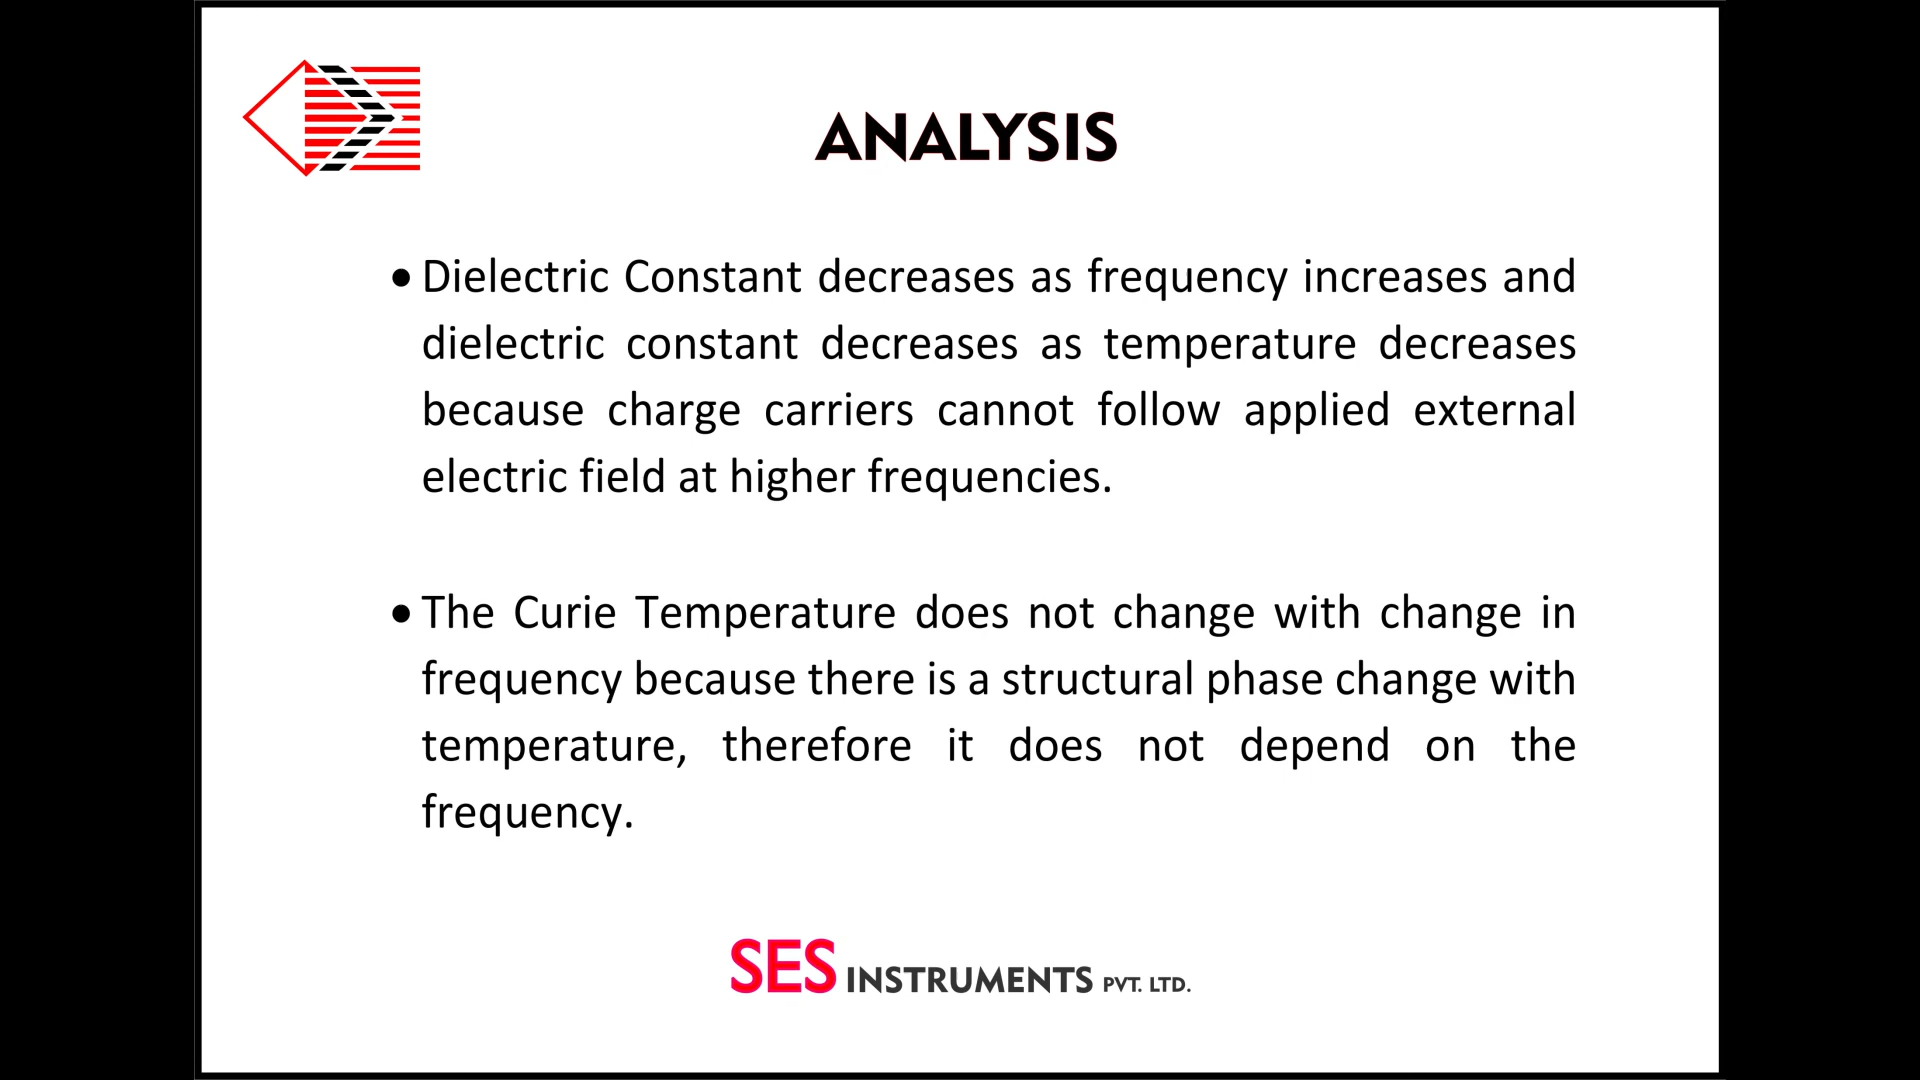 ANALYSIS
• Dielectric Constant decreases as frequency increases and
dielectric constant decreases as temperature decreases
because charge carriers cannot follow applied external
electric field at higher frequencies.
• The Curie Temperature does not change with change in
frequency because there is a structural phase change with
temperature, therefore it does not depend on the
frequency.
SES INSTRUMENTS PVT. LTD.